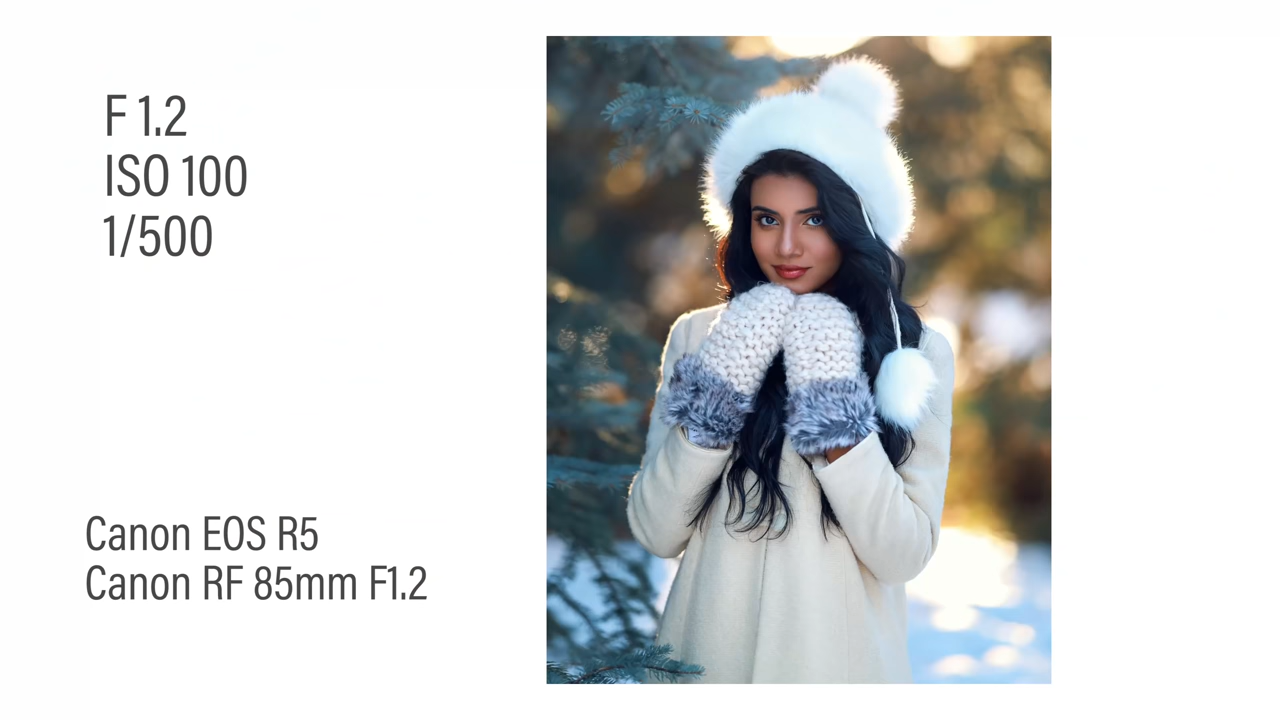 F 1.2
ISO 100
1/500
Canon EOS R5
Canon RF 85mm F1.2